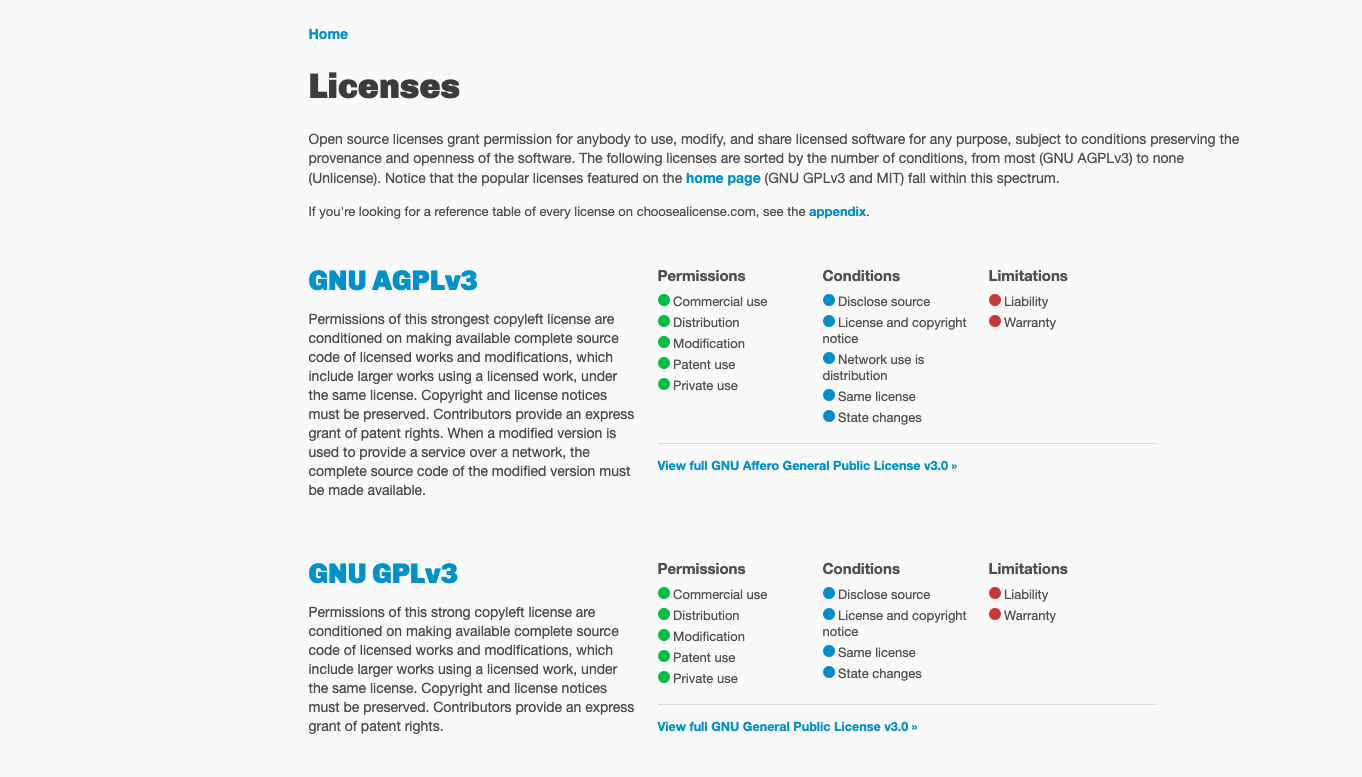 Home
Licenses
Open source licenses grant permission for anybody to use, modify, and share licensed software for any purpose, subject to conditions preserving the
provenance and openness of the software. The following licenses are sorted by the number of conditions, from most (GNU AGPLv3) to none
(Unlicense). Notice that the popular licenses featured on the home page (GNU GPLv3 and MIT) fall within this spectrum.
If you're looking for a reference table of every license on choosealicense.com, see the appendix.
GNU AGPLv3
Permissions of this strongest copyleft license are
conditioned on making available complete source
code of licensed works and modifications, which
include larger works using a licensed work, under
the same license. Copyright and license notices
must be preserved. Contributors provide an express
grant of patent rights. When a modified version is
used to provide a service over a network, the
complete source code of the modified version must
be made available.
Permissions
Commercial use
Distribution
Modification
Patent use
Private use
Conditions
Disclose source
License and copyright
notice
Network use is
distribution
Same license
State changes
Limitations
Liability
Warranty
View full GNU Affero General Public License v3.0 »
GNU GPLv3
Permissions of this strong copyleft license are
conditioned on making available complete source
code of licensed works and modifications, which
include larger works using a licensed work, under
the same license. Copyright and license notices
must be preserved. Contributors provide an express
grant of patent rights.
Permissions
Commercial use
Distribution
Modification
Patent use
Private use
Conditions
Disclose source
License and copyright
notice
Same license
State changes
Limitations
Liability
Warranty
View full GNU General Public License v3.0 »